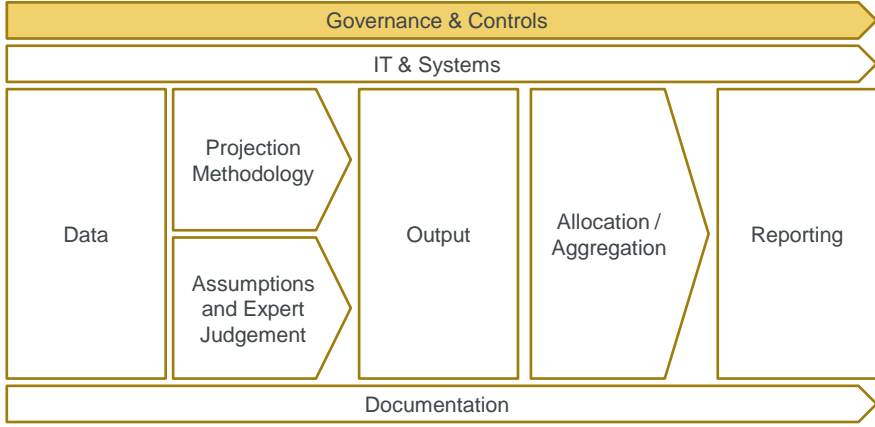 Governance & Controls
IT & Systems
Data
Projection
Methodology
Assumptions
and Expert
Judgement
Output
Allocation /
Aggregation
Reporting
Documentation